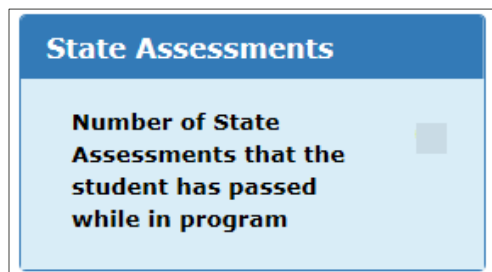 State Assessments
Number of State
Assessments that the
student has passed
while in program